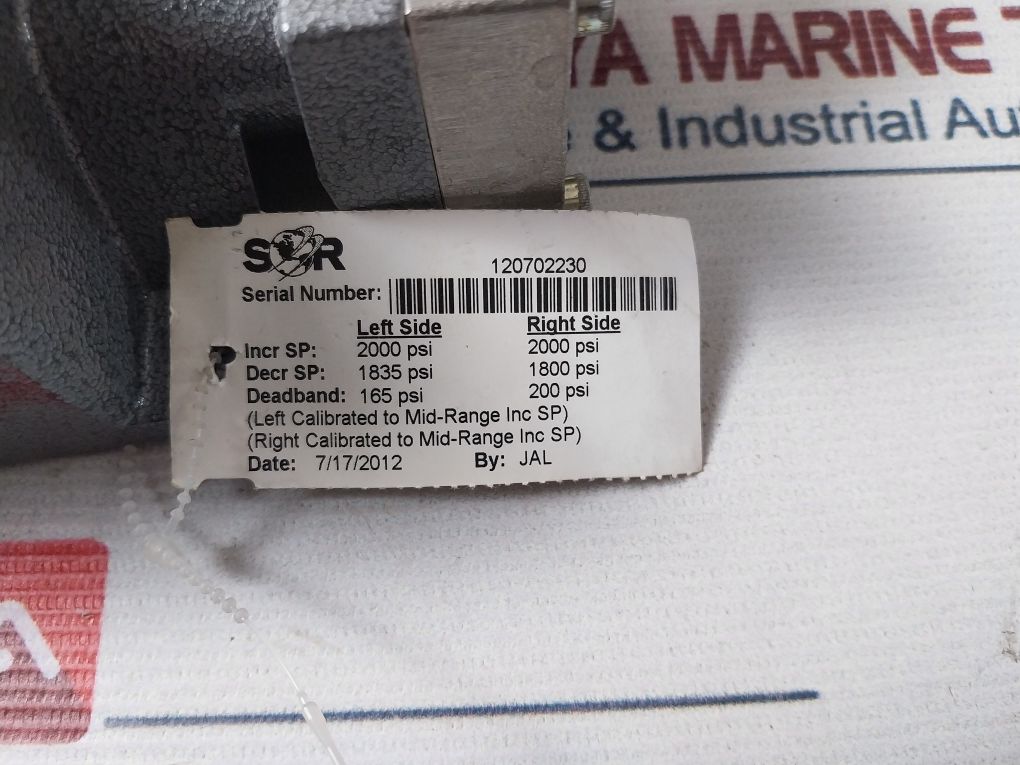 YA MARINE T
& Industrial Au
SOR
120702230
Serial Number:
Left Side Right Side
Incr SP: 2000 psi 2000 psi
Decr SP: 1835 psi 1800 psi
Deadband: 165 psi 200 psi
(Left Calibrated to Mid-Range Inc SP)
(Right Calibrated to Mid-Range Inc SP)
Date: 7/17/2012 By: JAL